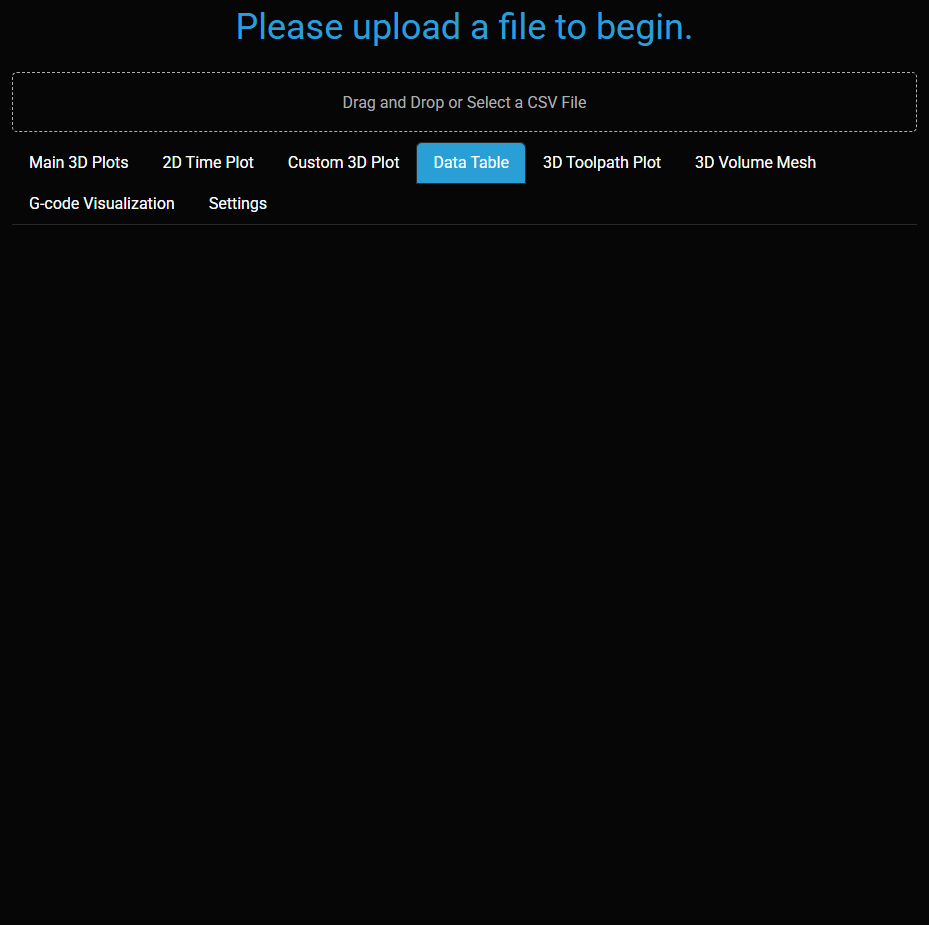 Please upload a file to begin.
Drag and Drop or Select a CSV File
Main 3D Plots 2D Time Plot Custom 3D Plot Data Table 3D Toolpath Plot 3D Volume Mesh
G-code Visualization Settings